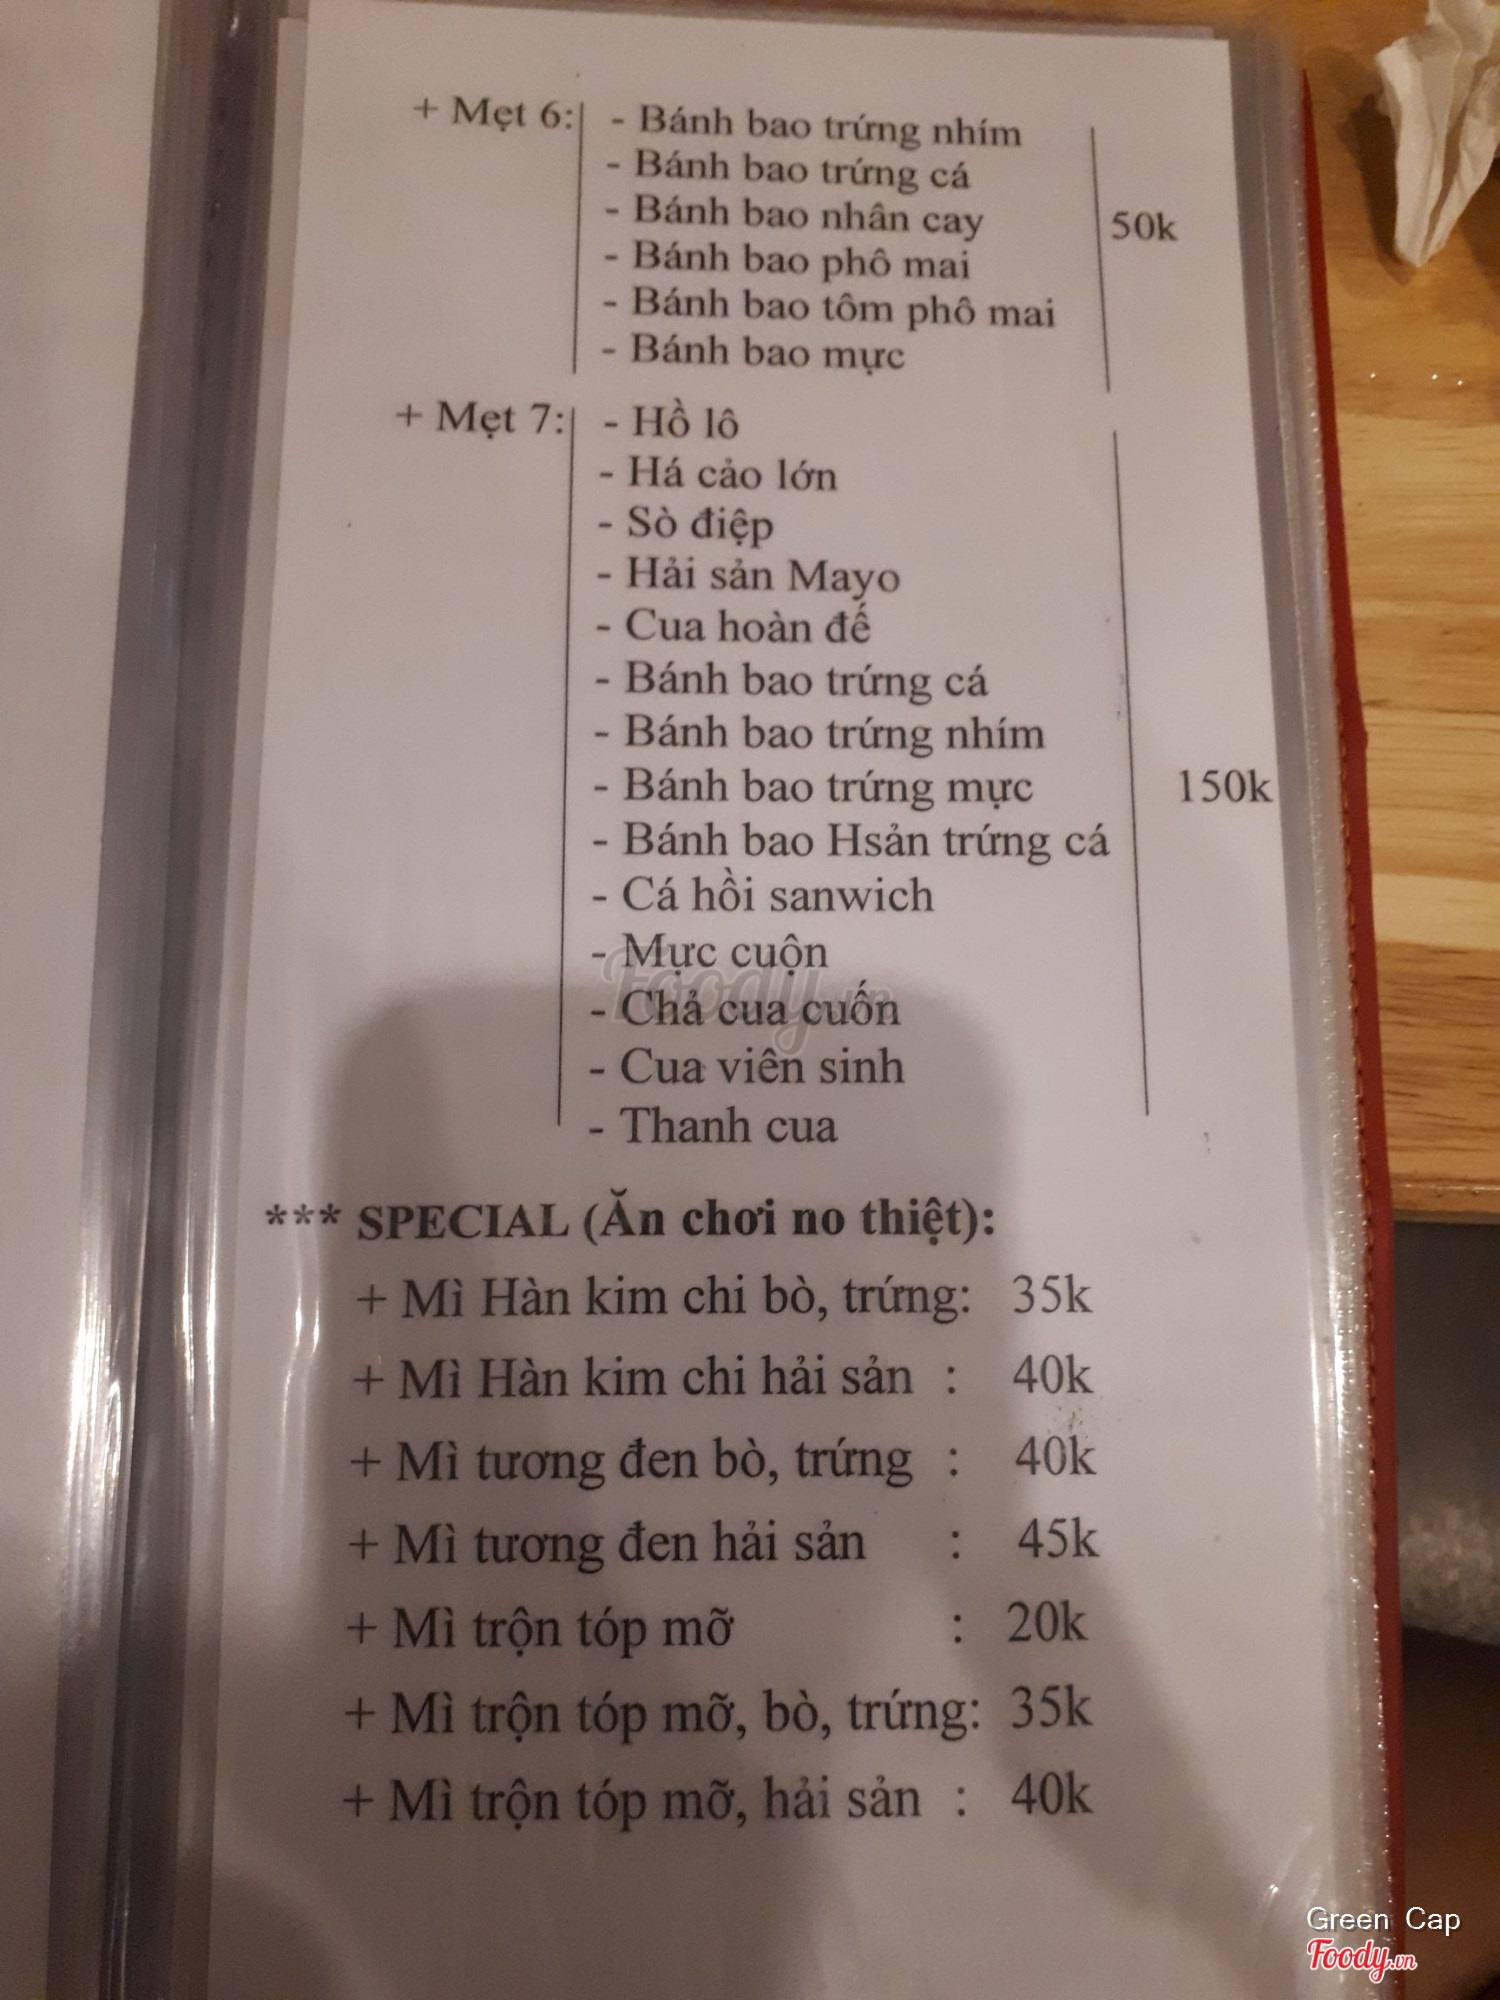 + Mẹt 6: - Bánh bao trứng nhím
- Bánh bao trứng cá
- Bánh bao nhân cay 50k
- Bánh bao phô mai
- Bánh bao tôm phô mai
- Bánh bao mực
+ Mẹt 7: - Hồ lô
- Há cảo lớn
- Sò điệp
- Hải sản Mayo
- Cua hoàn đế
- Bánh bao trứng cá
- Bánh bao trứng nhím
- Bánh bao trứng mực 150k
- Bánh bao Hsản trứng cá
- Cá hồi sanwich
- Mực cuộn
- Chả cua cuốn
- Cua viên sinh
- Thanh cua
*** SPECIAL (Ăn chơi no thiệt):
+ Mì Hàn kim chi bò, trứng: 35k
+ Mì Hàn kim chi hải sản : 40k
+ Mì tương đen bò, trứng : 40k
+ Mì tương đen hải sản : 45k
+ Mì trộn tóp mỡ : 20k
+ Mì trộn tóp mỡ, bò, trứng: 35k
+ Mì trộn tóp mỡ, hải sản : 40k
Foody.vn
Green Cap
Foody.vn